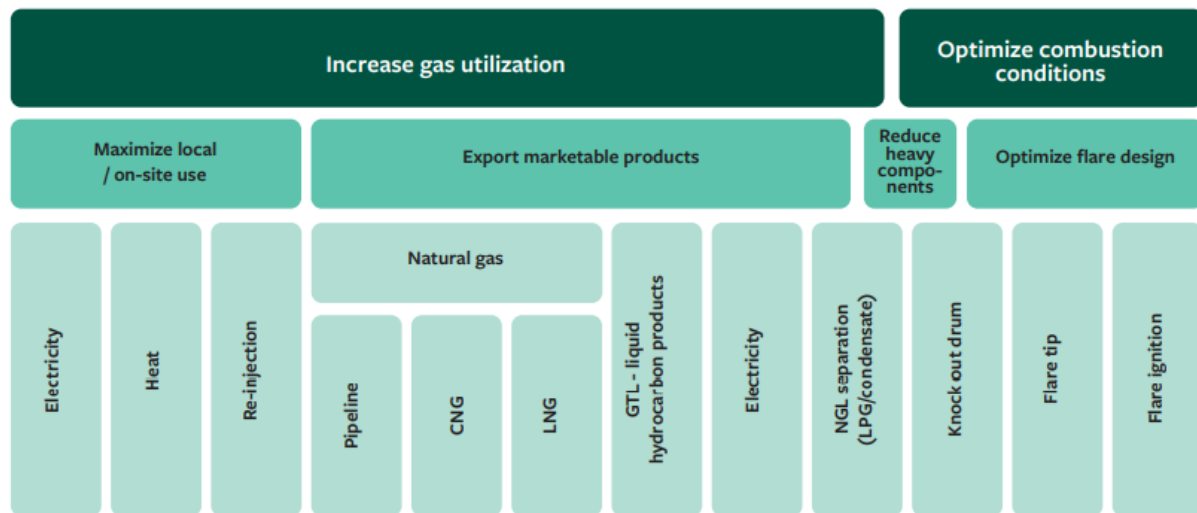 Increase gas utilization
Optimize combustion
conditions
Maximize local
/ on-site use
Export marketable products
Reduce
heavy
compo-
nents
Optimize flare design
Electricity
Heat
Re-injection
Natural gas
Pipeline
CNG
LNG
GTL - liquid
hydrocarbon products
Electricity
NGL separation
(LPG/condensate)
Knock out drum
Flare tip
Flare ignition